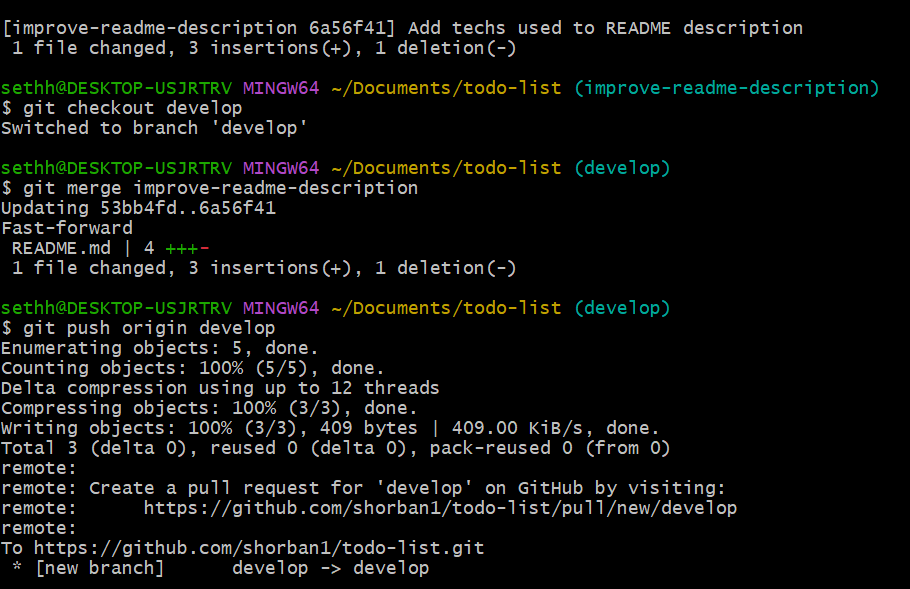 [improve-readme-description 6a56f41] Add techs used to README description
 1 file changed, 3 insertions(+), 1 deletion(-)
sethh@DESKTOP-USJRTRV MINGW64 ~/Documents/todo-list (improve-readme-description)
$ git checkout develop
Switched to branch 'develop'
sethh@DESKTOP-USJRTRV MINGW64 ~/Documents/todo-list (develop)
$ git merge improve-readme-description
Updating 53bb4fd..6a56f41
Fast-forward
 README.md | 4 +++-
 1 file changed, 3 insertions(+), 1 deletion(-)
sethh@DESKTOP-USJRTRV MINGW64 ~/Documents/todo-list (develop)
$ git push origin develop
Enumerating objects: 5, done.
Counting objects: 100% (5/5), done.
Delta compression using up to 12 threads
Compressing objects: 100% (3/3), done.
Writing objects: 100% (3/3), 409 bytes | 409.00 KiB/s, done.
Total 3 (delta 0), reused 0 (delta 0), pack-reused 0 (from 0)
remote:
remote: Create a pull request for 'develop' on GitHub by visiting:
remote:      https://github.com/shorban1/todo-list/pull/new/develop
remote:
To https://github.com/shorban1/todo-list.git
 * [new branch]      develop -> develop